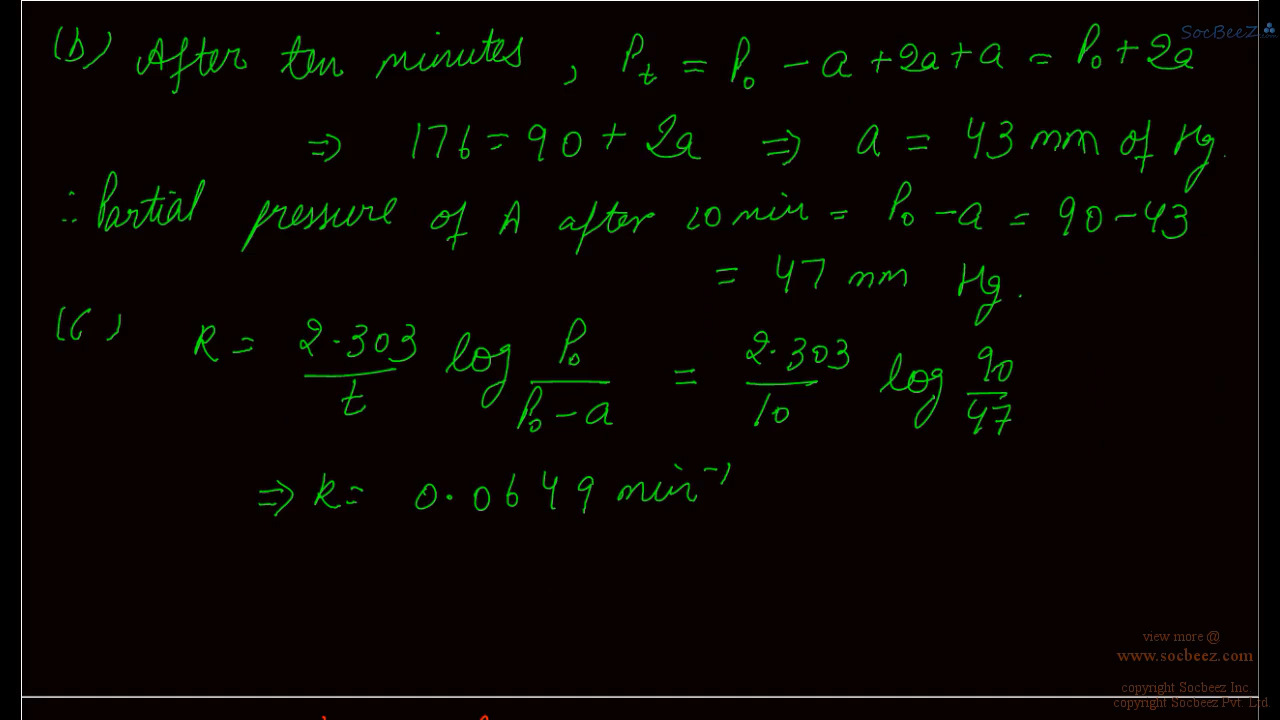 SocBeeZ
(b) After ten minutes, Pt = P₀ - a + 2a + a = P₀ + 2a
⇒ 176 = 90 + 2a ⇒ a = 43 mm of Hg.
∴ Partial pressure of A after 10 min = P₀ - a = 90 - 43
= 47 mm Hg.
(C) K = 2.303/t log P₀/(P₀ - a) = 2.303/10 log 90/47
⇒ K = 0.0649 min⁻¹
view more @
www.socbeez.com
copyright Socbeez Inc.
copyright Socbeez Pvt. Ltd.